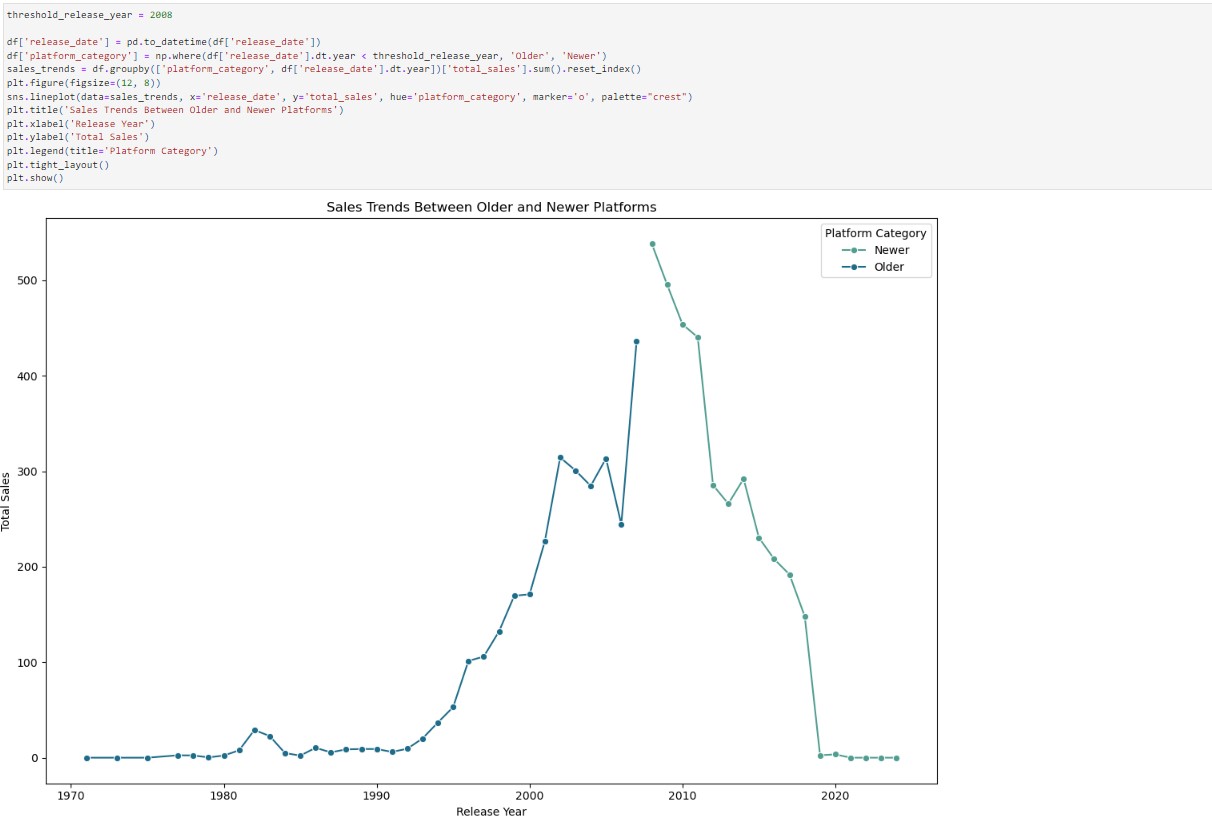 threshold_release_year = 2008
df['release_date'] = pd.to_datetime(df['release_date'])
df['platform_category'] = np.where(df['release_date'].dt.year < threshold_release_year, 'Older', 'Newer')
sales_trends = df.groupby(['platform_category', df['release_date'].dt.year])['total_sales'].sum().reset_index()
plt.figure(figsize=(12, 8))
sns.lineplot(data=sales_trends, x='release_date', y='total_sales', hue='platform_category', marker='o', palette="crest")
plt.title('Sales Trends Between Older and Newer Platforms')
plt.xlabel('Release Year')
plt.ylabel('Total Sales')
plt.legend(title='Platform Category')
plt.tight_layout()
plt.show()
Sales Trends Between Older and Newer Platforms
Platform Category
Newer
Older
500
400
300
200
100
0
Total Sales
1970 1980 1990 2000 2010 2020
Release Year